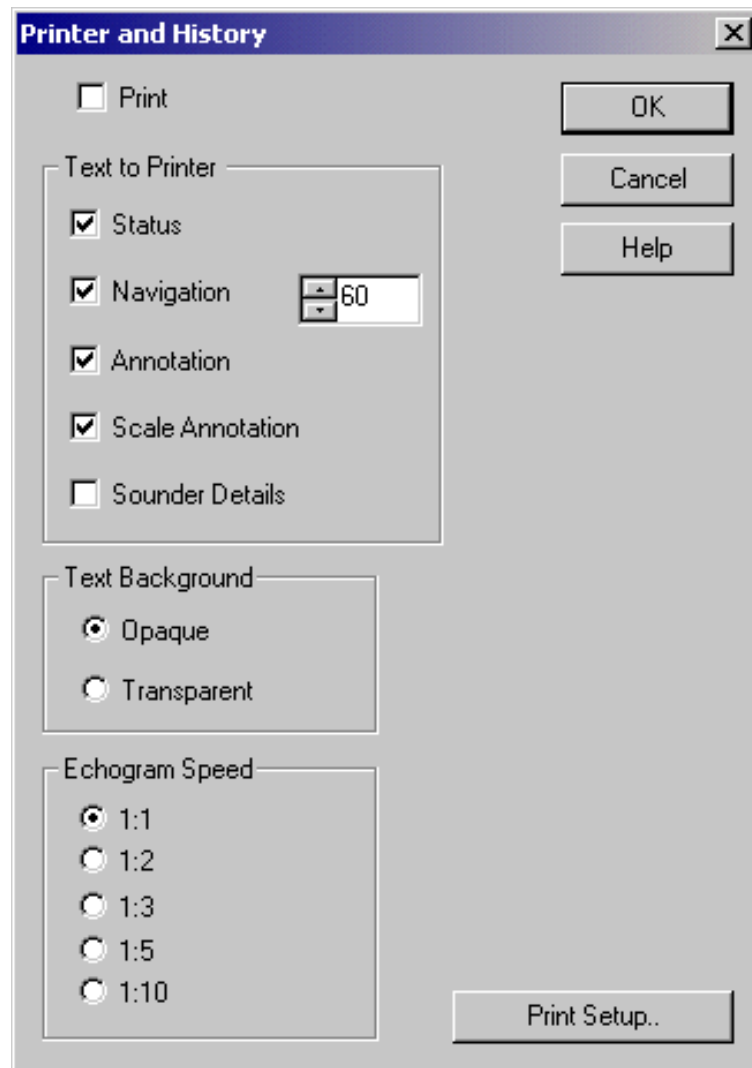 Printer and History
Print
OK
Text to Printer
Cancel
Status
Help
Navigation
60
Annotation
Scale Annotation
Sounder Details
Text Background
Opaque
Transparent
Echogram Speed
1:1
1:2
1:3
1:5
1:10
Print Setup..